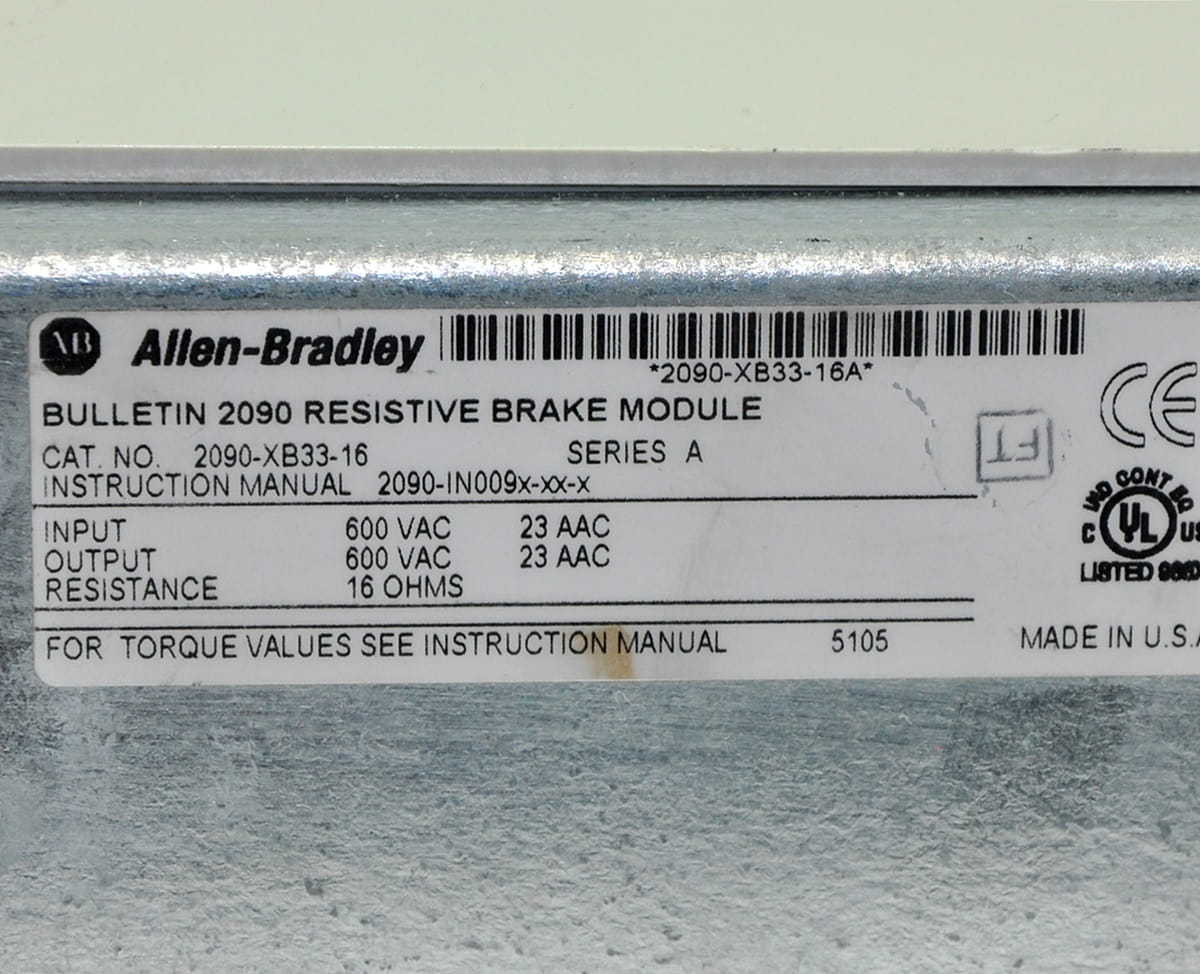 AB Allen-Bradley
*2090-XB33-16A*
BULLETIN 2090 RESISTIVE BRAKE MODULE
CAT. NO. 2090-XB33-16 SERIES A
INSTRUCTION MANUAL 2090-IN009x-xx-x
FT
CE
INPUT 600 VAC 23 AAC
OUTPUT 600 VAC 23 AAC
RESISTANCE 16 OHMS
IND CONT EQ
C UL US
LISTED
FOR TORQUE VALUES SEE INSTRUCTION MANUAL 5105 MADE IN U.S.A